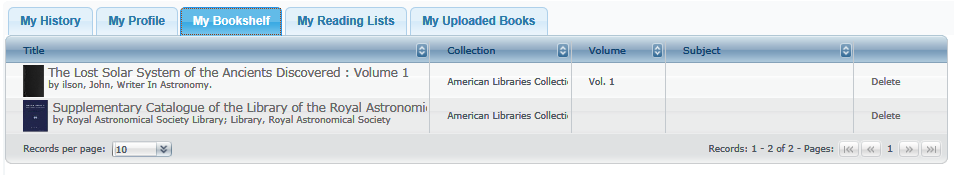 My History My Profile My Bookshelf My Reading Lists My Uploaded Books
Title Collection Volume Subject
The Lost Solar System of the Ancients Discovered : Volume 1
by ilson, John, Writer In Astronomy.
American Libraries Collecti Vol. 1 Delete
Supplementary Catalogue of the Library of the Royal Astronomic
by Royal Astronomical Society Library; Library, Royal Astronomical Society
American Libraries Collecti Delete
Records per page: 10 Records: 1 - 2 of 2 - Pages: 1